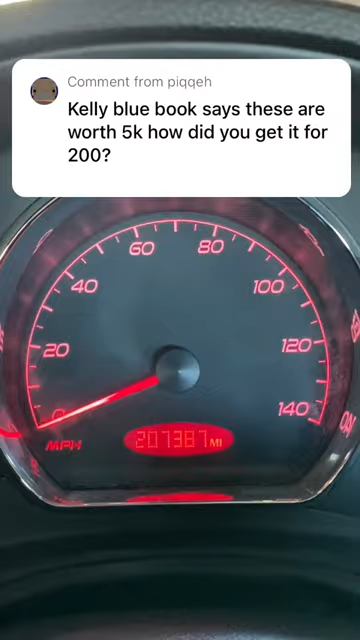 Comment from piqqeh
Kelly blue book says these are
worth 5k how did you get it for
200?
60
80
40
100
20
120
0
140
MPH
207387 MI